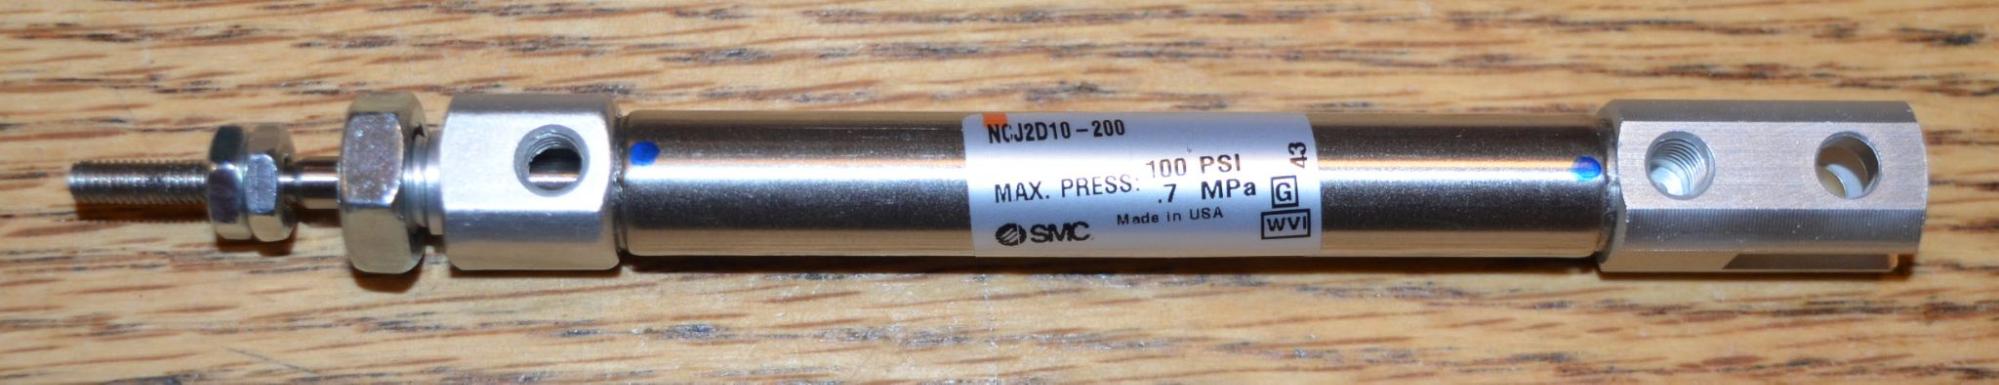 NCJ2D10-200
100 PSI
MAX. PRESS: .7 MPa G
43
SMC Made in USA WVI